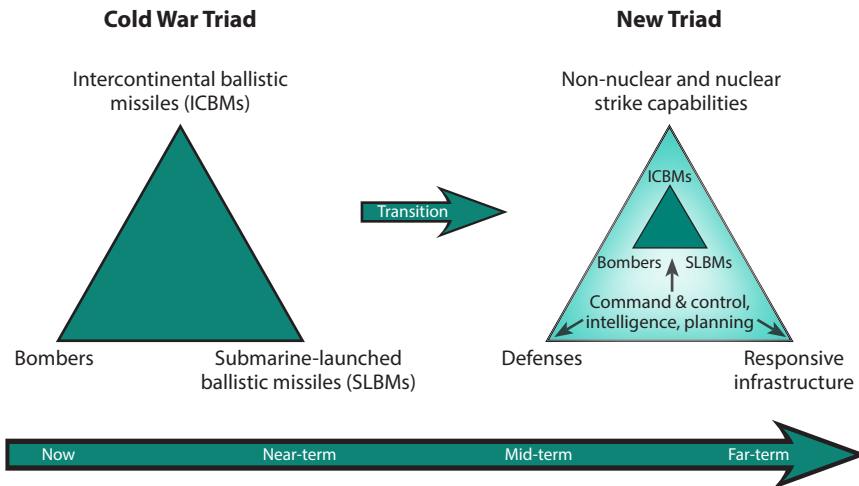 Cold War Triad
Intercontinental ballistic
missiles (ICBMs)
Bombers
Submarine-launched
ballistic missiles (SLBMs)
Transition
New Triad
Non-nuclear and nuclear
strike capabilities
ICBMs
Bombers
SLBMs
Command & control,
intelligence, planning
Defenses
Responsive
infrastructure
Now
Near-term
Mid-term
Far-term